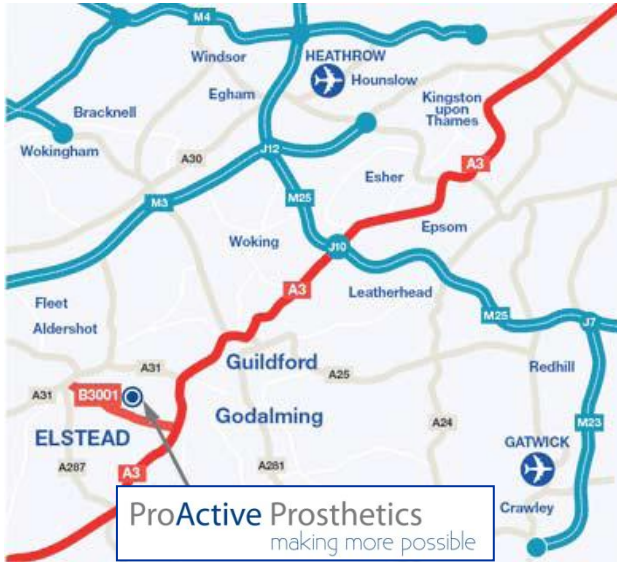 M4
Windsor
HEATHROW
Hounslow
Egham
Kingston
upon
Thames
Bracknell
Wokingham
A30
J12
A3
Esher
M3
M25
Epsom
Woking
J10
A3
Leatherhead
Fleet
Aldershot
M25
J7
A31
Guildford
A25
Redhill
A31
B3001
Godalming
A24
M23
ELSTEAD
GATWICK
A287
A3
A281
Crawley
ProActive Prosthetics
making more possible